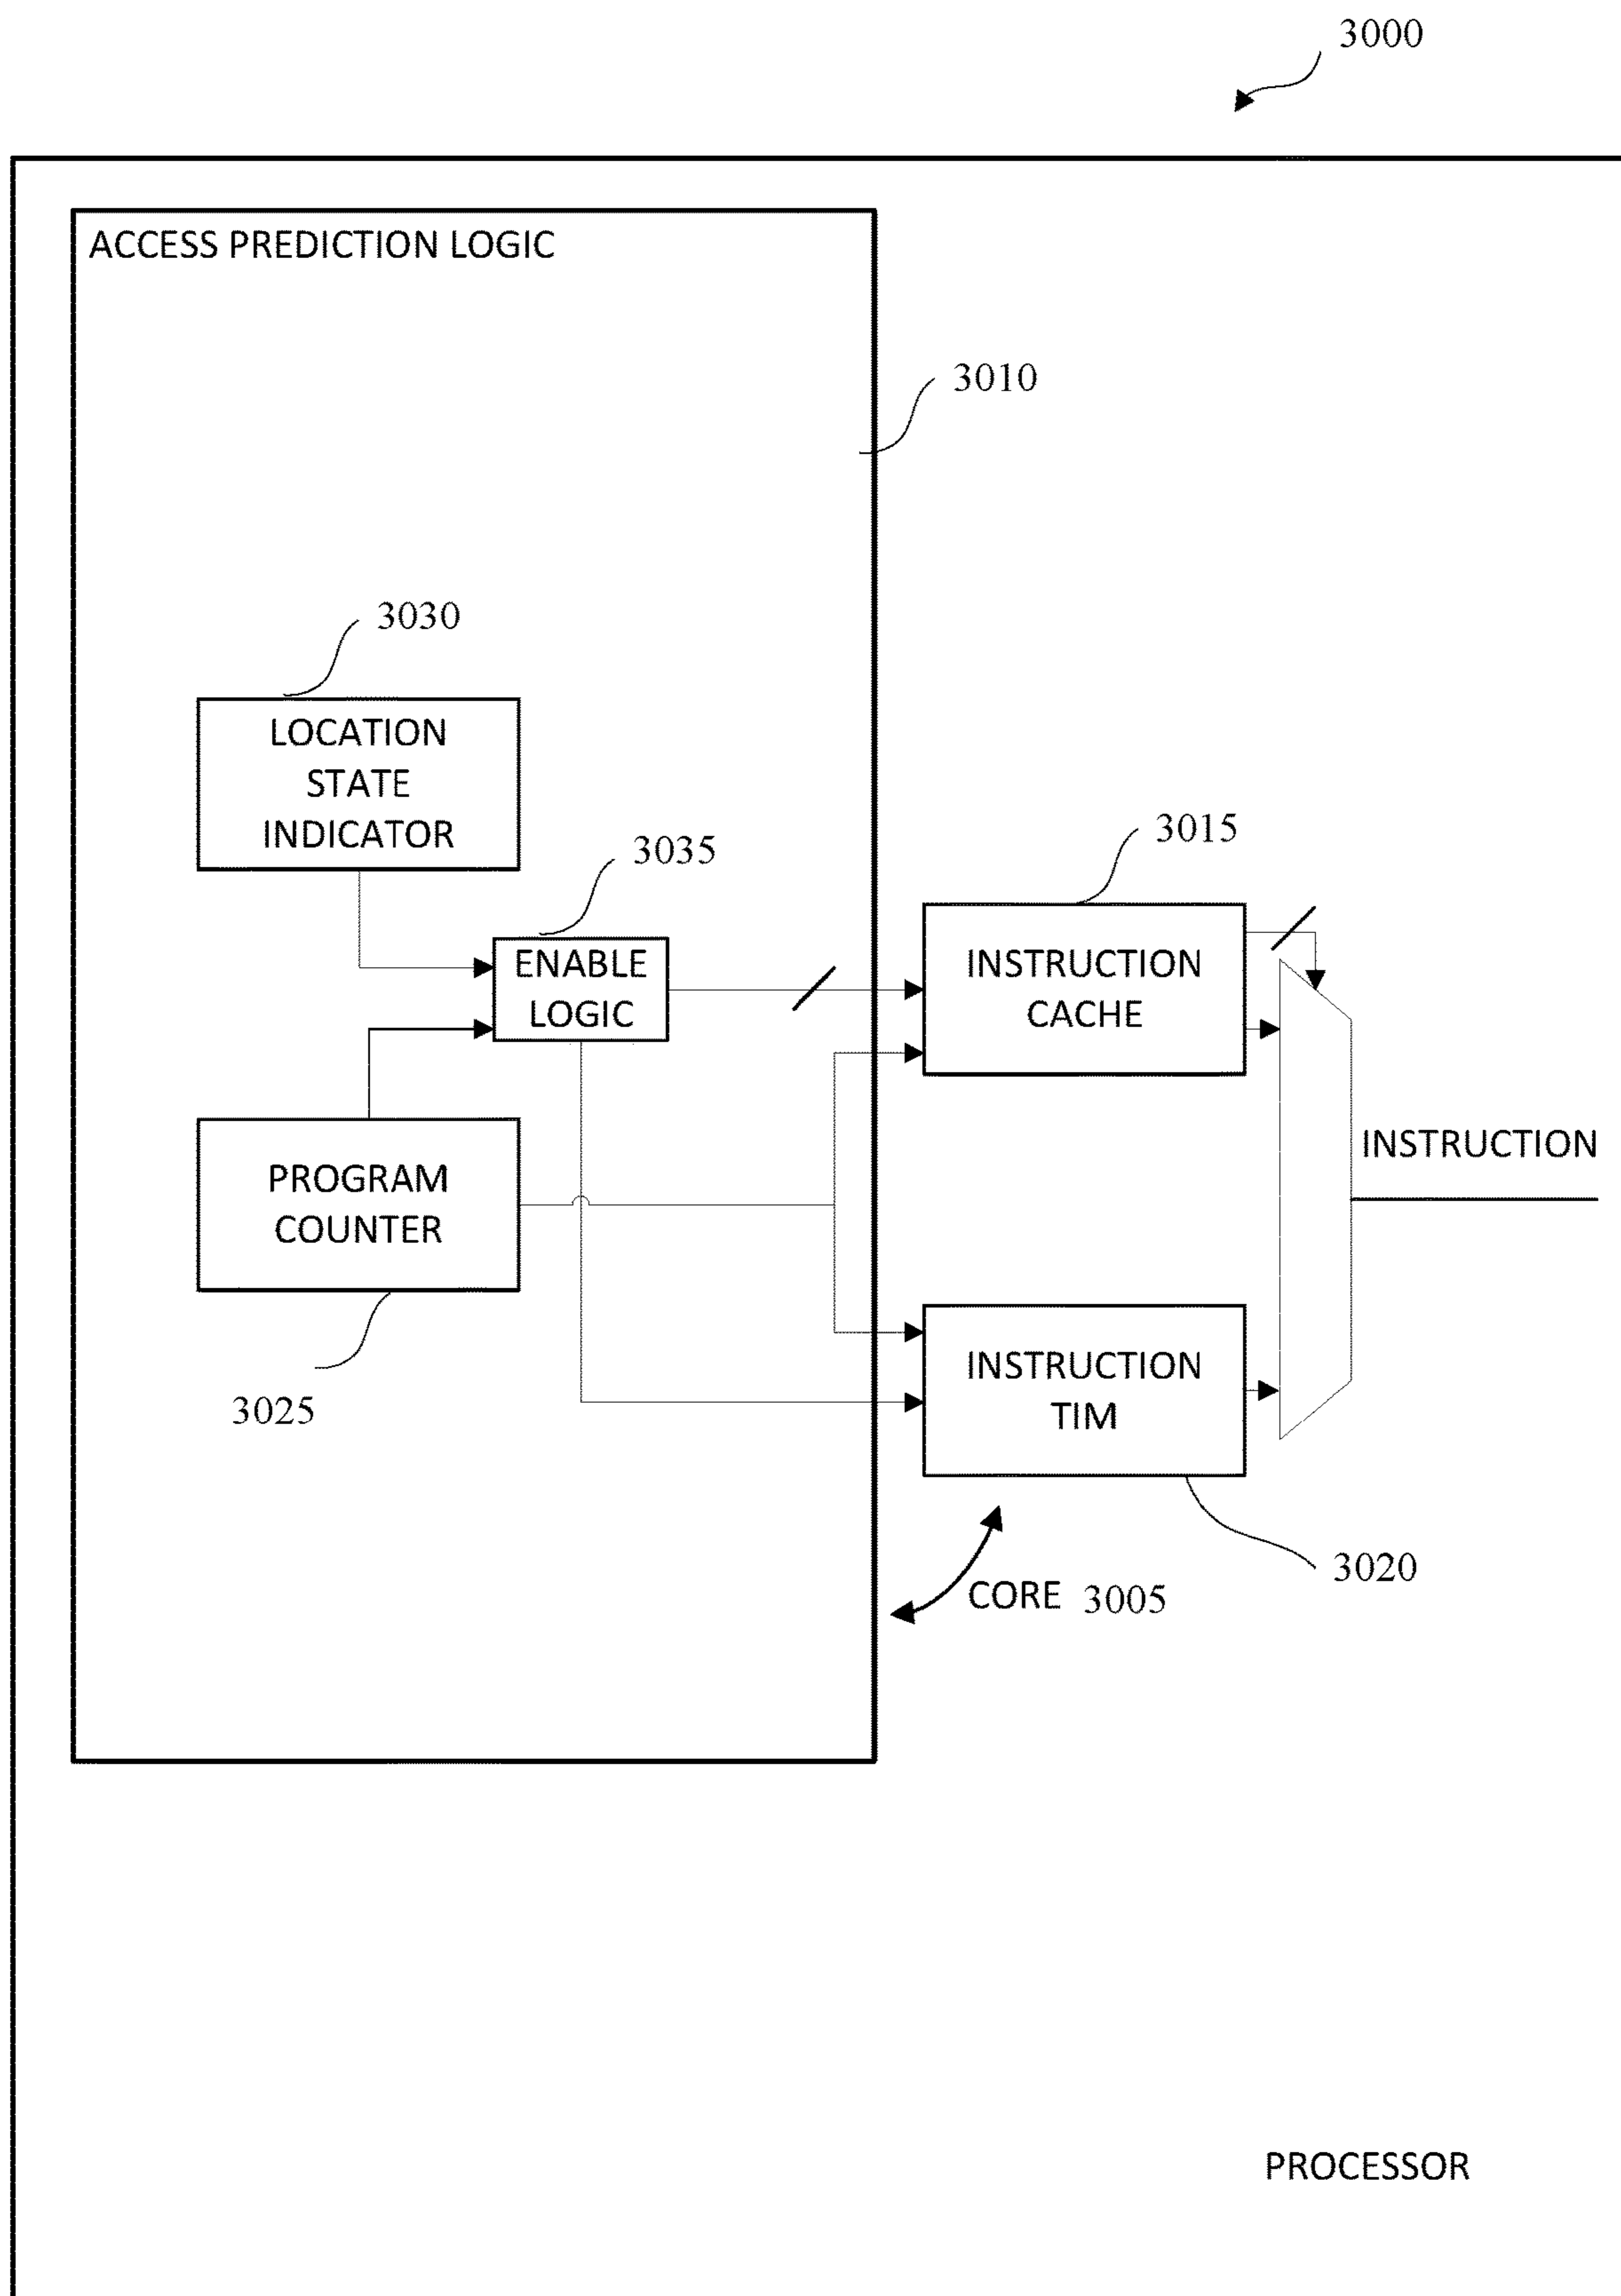 3000
ACCESS PREDICTION LOGIC
3010
3030
LOCATION
STATE
INDICATOR
3035
ENABLE
LOGIC
3015
INSTRUCTION
CACHE
INSTRUCTION
PROGRAM
COUNTER
3025
INSTRUCTION
TIM
3020
CORE 3005
PROCESSOR